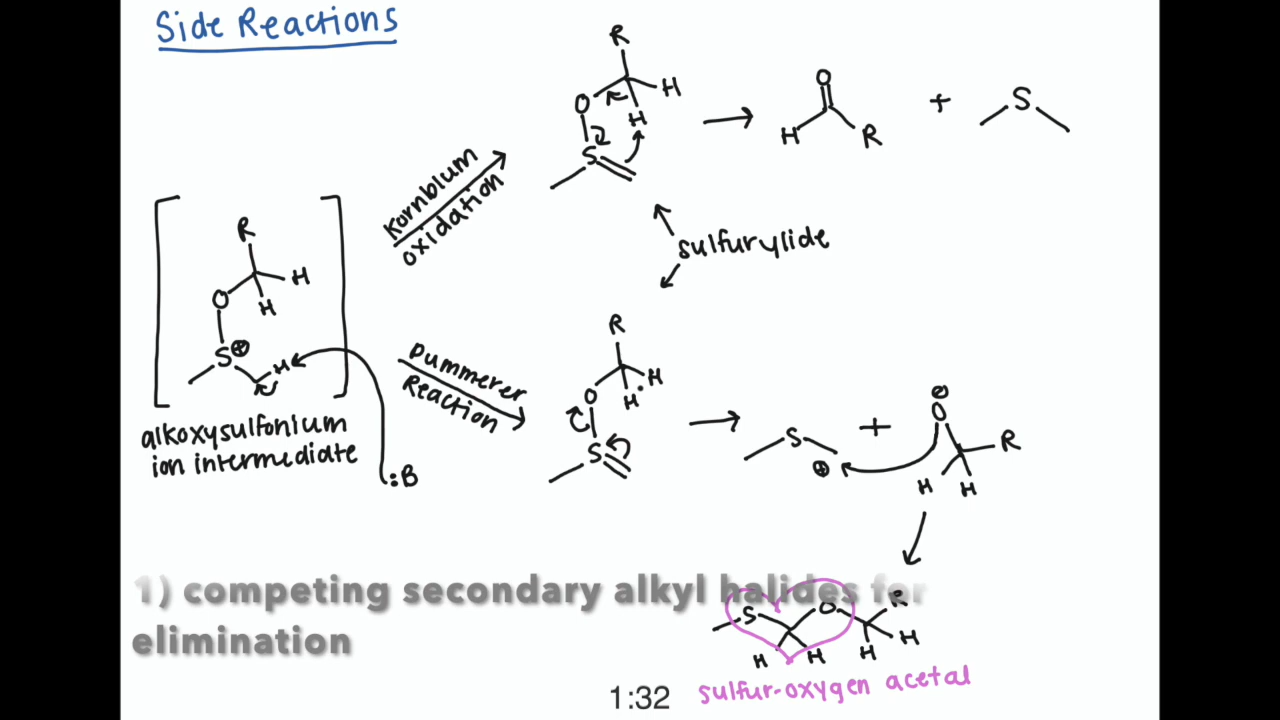 Side Reactions
R
H
O
H
S
O
H
R
+
S
Kornblum
oxidation
R
H
O
H
S
⊕
H
alkoxysulfonium
ion intermediate
:B
sulfurylide
Pummerer
Reaction
R
H
O
H
S
S
⊕
+
⊖
O
R
H
H
1) competing secondary alkyl halides for
elimination
S
O
R
H
H
H
H
sulfur-oxygen acetal
1:32